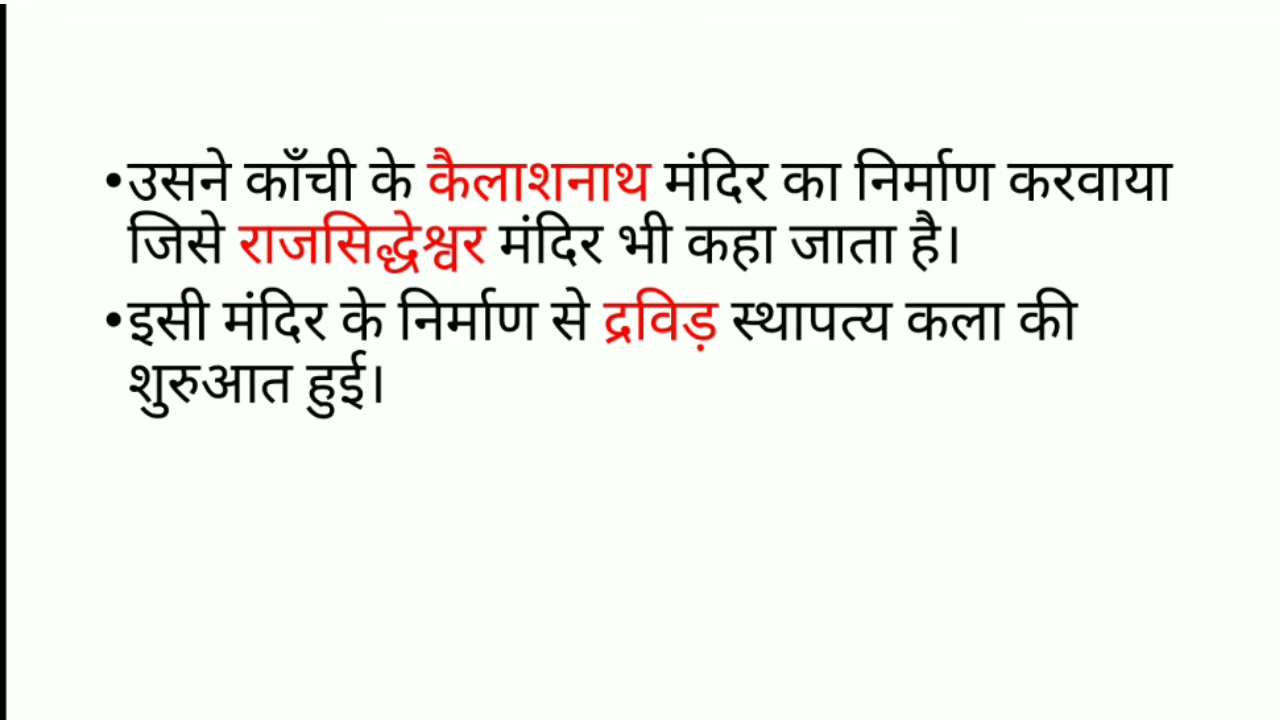 •उसने काँची के कैलाशनाथ मंदिर का निर्माण करवाया
जिसे राजसिद्धेश्वर मंदिर भी कहा जाता है।
•इसी मंदिर के निर्माण से द्रविड़ स्थापत्य कला की
शुरुआत हुई।